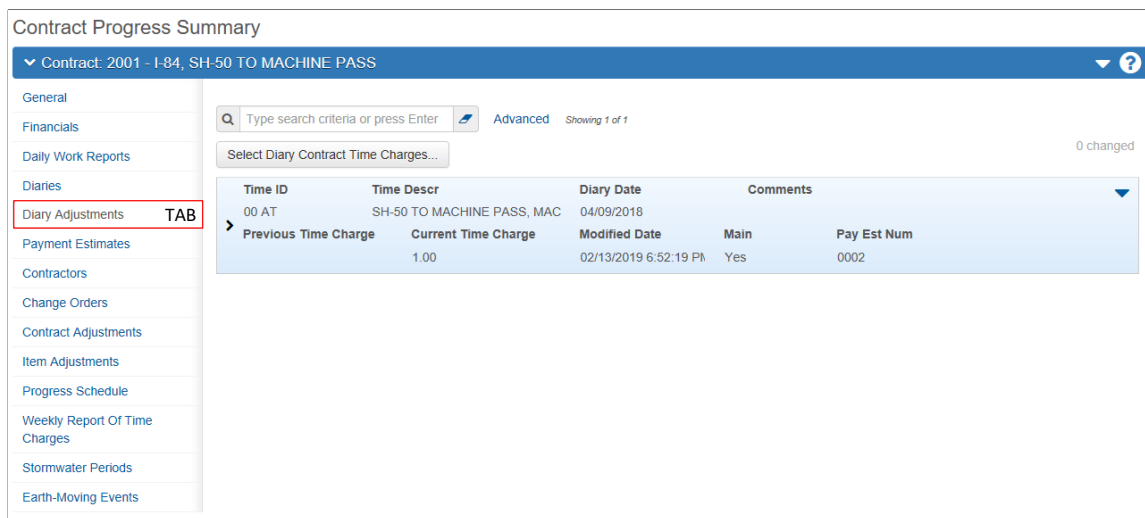 Contract Progress Summary
Contract: 2001 - I-84, SH-50 TO MACHINE PASS
?
General
Financials
Daily Work Reports
Diaries
Diary Adjustments TAB
Payment Estimates
Contractors
Change Orders
Contract Adjustments
Item Adjustments
Progress Schedule
Weekly Report Of Time
Charges
Stormwater Periods
Earth-Moving Events
Type search criteria or press Enter Advanced Showing 1 of 1
0 changed
Select Diary Contract Time Charges...
Time ID Time Descr Diary Date Comments
00 AT SH-50 TO MACHINE PASS, MAC 04/09/2018
Previous Time Charge Current Time Charge Modified Date Main Pay Est Num
1.00 02/13/2019 6:52:19 PM Yes 0002